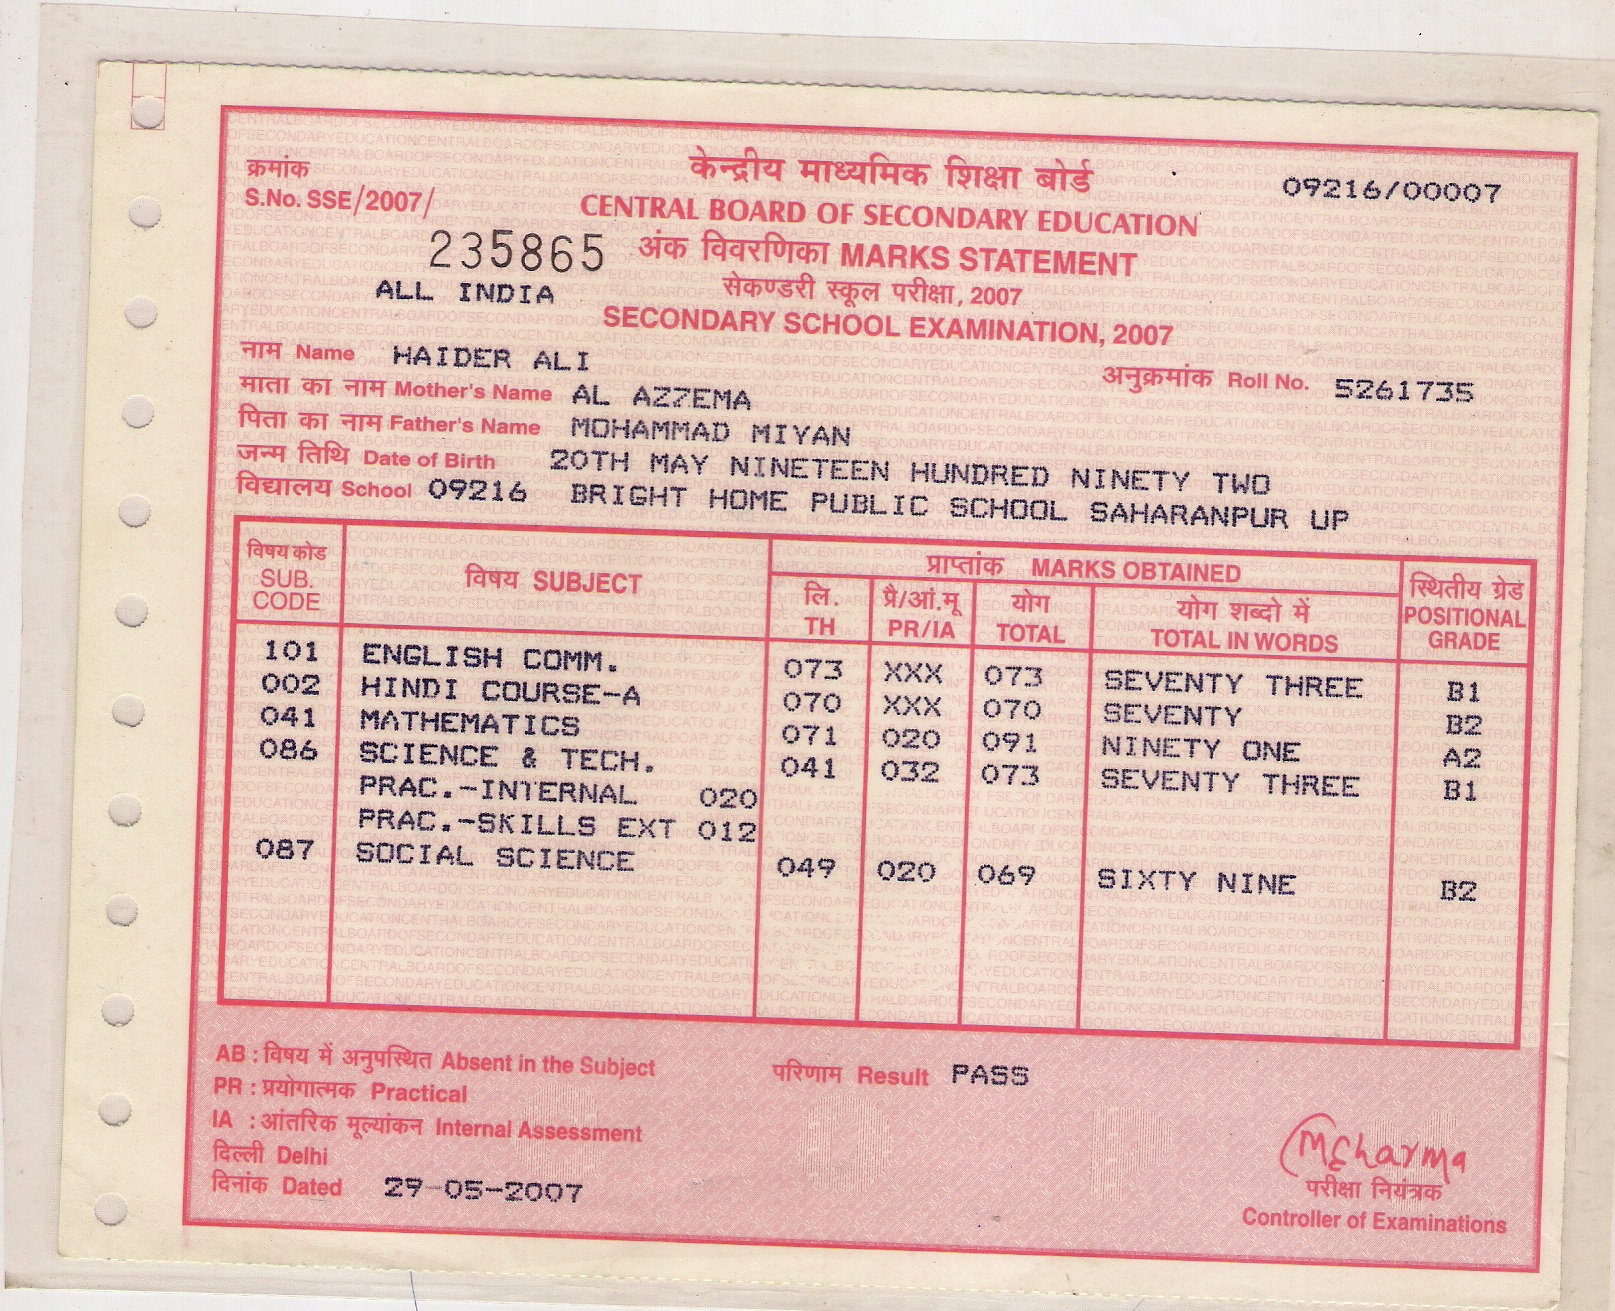 क्रमांक
S.No. SSE/2007/
235865
ALL INDIA
केन्द्रीय माध्यमिक शिक्षा बोर्ड
09216/00007
CENTRAL BOARD OF SECONDARY EDUCATION
अंक विवरणिका MARKS STATEMENT
सेकण्डरी स्कूल परीक्षा, 2007
SECONDARY SCHOOL EXAMINATION, 2007
नाम Name HAIDER ALI
अनुक्रमांक Roll No. 5261735
माता का नाम Mother's Name AL AZZEMA
पिता का नाम Father's Name MOHAMMAD MIYAN
जन्म तिथि Date of Birth 20TH MAY NINETEEN HUNDRED NINETY TWO
विद्यालय School 09216 BRIGHT HOME PUBLIC SCHOOL SAHARANPUR UP
विषय कोड SUB. CODE
विषय SUBJECT
प्राप्तांक MARKS OBTAINED
लि. TH
प्रै/आं.मू PR/IA
योग TOTAL
योग शब्दो में TOTAL IN WORDS
स्थितीय ग्रेड POSITIONAL GRADE
101 ENGLISH COMM. 073 XXX 073 SEVENTY THREE B1
002 HINDI COURSE-A 070 XXX 070 SEVENTY B2
041 MATHEMATICS 071 020 091 NINETY ONE A2
086 SCIENCE & TECH. 041 032 073 SEVENTY THREE B1
PRAC.-INTERNAL 020
PRAC.-SKILLS EXT 012
087 SOCIAL SCIENCE 049 020 069 SIXTY NINE B2
AB : विषय में अनुपस्थित Absent in the Subject
परिणाम Result PASS
PR : प्रयोगात्मक Practical
IA : आंतरिक मूल्यांकन Internal Assessment
दिल्ली Delhi
दिनांक Dated 29-05-2007
MCharma
परीक्षा नियंत्रक
Controller of Examinations